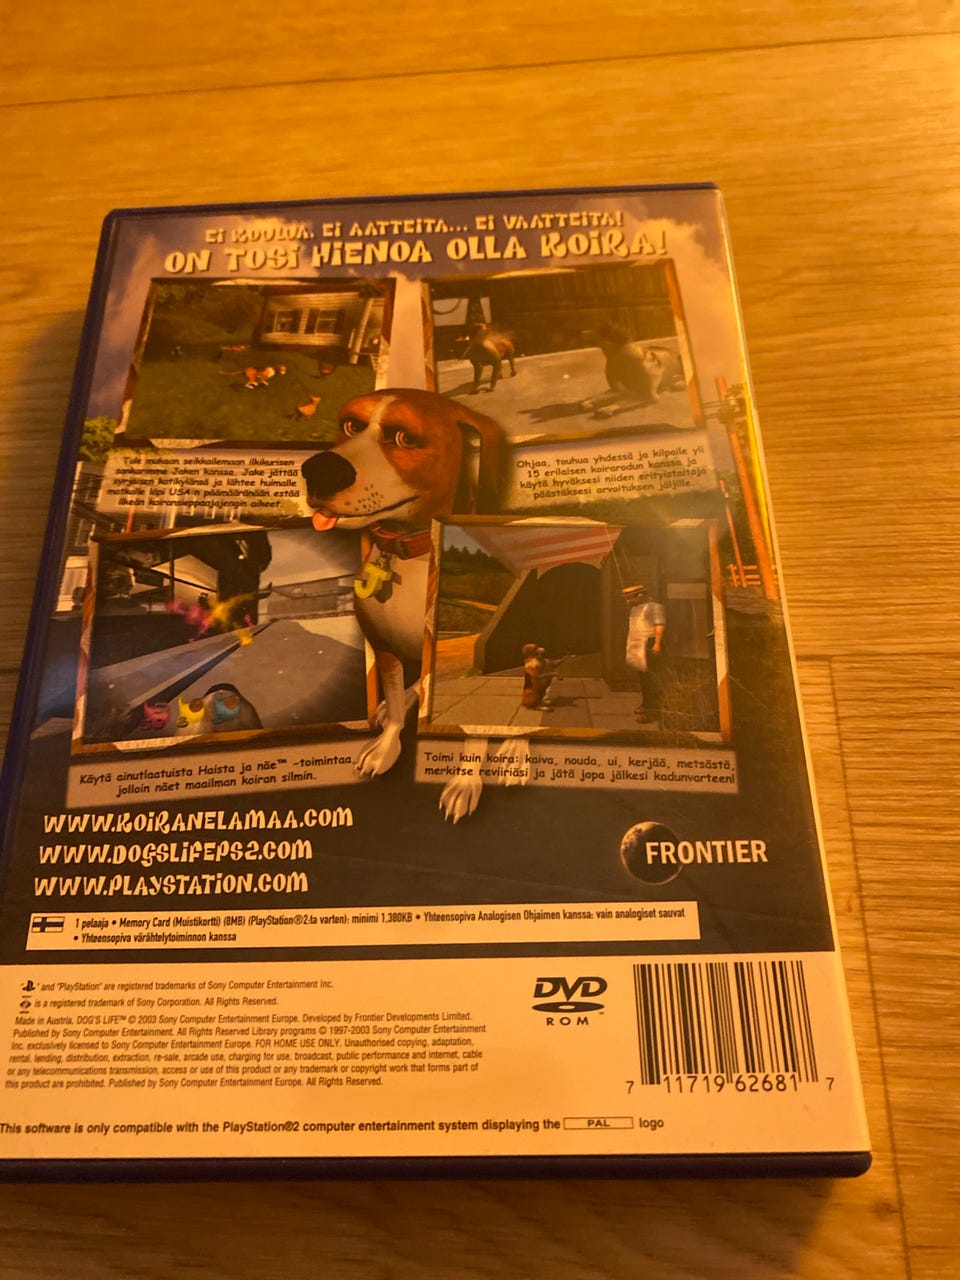 Ei KOULUA, Ei AATTEITA... Ei VAATTEITA!
ON TOSI HIENOA OLLA KOIRA!
Tule mukaan seikkailemaan ilkikurisen
sankarimme Jaken kanssa. Jake jättää
syrjäisen kotikylänsä ja lähtee huimalle
matkalle läpi USA:n päämääränään estää
ilkeän koiransieppaajajengin aikeet.
Ohjaa, touhua yhdessä ja kilpaile yli
15 erilaisen koirarodun kanssa ja
käytä hyväksesi niiden erityistaitoja
päästäksesi arvoituksen jäljille.
J
Käytä ainutlaatuista Haista ja näe™ -toimintaa,
jolloin näet maailman koiran silmin.
Toimi kuin koira: kaiva, nouda, ui, kerjää, metsästä,
merkitse reviiriäsi ja jätä jopa jälkesi kadunvarteen!
WWW.KOIRANELAMAA.COM
WWW.DOGSLIFEPS2.COM
WWW.PLAYSTATION.COM
FRONTIER
1 pelaaja • Memory Card (Muistikortti) (8MB) (PlayStation®2:ta varten): minimi 1,380KB • Yhteensopiva Analogisen Ohjaimen kanssa: vain analogiset sauvat
• Yhteensopiva värähtelytoiminnon kanssa
" " and "PlayStation" are registered trademarks of Sony Computer Entertainment Inc.
is a registered trademark of Sony Corporation. All Rights Reserved.
Made in Austria. DOG'S LIFE™ © 2003 Sony Computer Entertainment Europe. Developed by Frontier Developments Limited.
Published by Sony Computer Entertainment. All Rights Reserved Library programs © 1997-2003 Sony Computer Entertainment
Inc. exclusively licensed to Sony Computer Entertainment Europe. FOR HOME USE ONLY. Unauthorised copying, adaptation,
rental, lending, distribution, extraction, re-sale, arcade use, charging for use, broadcast, public performance and internet, cable
or any telecommunications transmission, access or use of this product or any trademark or copyright work that forms part of
this product are prohibited. Published by Sony Computer Entertainment Europe. All Rights Reserved.
DVD
ROM
7 11719 62681 7
This software is only compatible with the PlayStation®2 computer entertainment system displaying the PAL logo